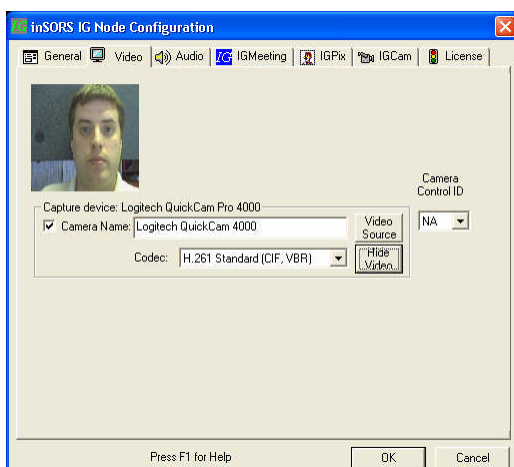 IG inSORS IG Node Configuration
General Video Audio IG IGMeeting IGPix IGCam License
Camera
Control ID
Capture device: Logitech QuickCam Pro 4000
Camera Name: Logitech QuickCam 4000 Video Source NA
Codec: H.261 Standard (CIF, VBR) Hide Video
Press F1 for Help OK Cancel